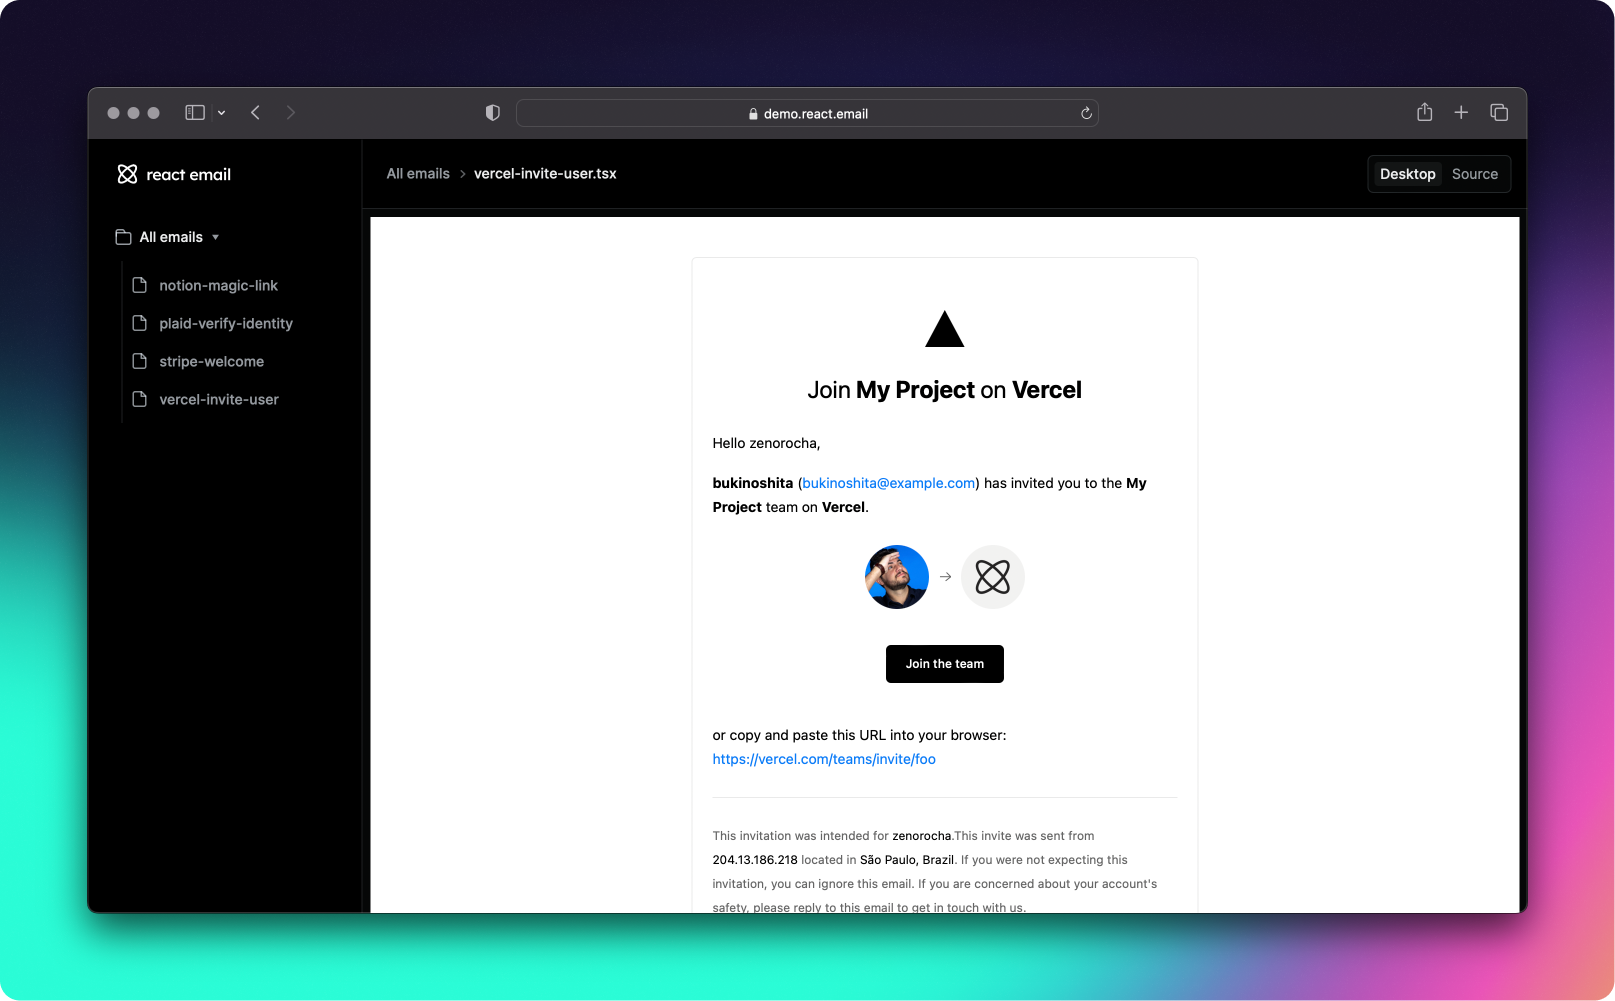 demo.react.email
react email
All emails
notion-magic-link
plaid-verify-identity
stripe-welcome
vercel-invite-user
All emails > vercel-invite-user.tsx
Desktop Source
Join My Project on Vercel
Hello zenorocha,
bukinoshita (bukinoshita@example.com) has invited you to the My
Project team on Vercel.
Join the team
or copy and paste this URL into your browser:
https://vercel.com/teams/invite/foo
This invitation was intended for zenorocha.This invite was sent from
204.13.186.218 located in São Paulo, Brazil. If you were not expecting this
invitation, you can ignore this email. If you are concerned about your account's
safety, please reply to this email to get in touch with us.